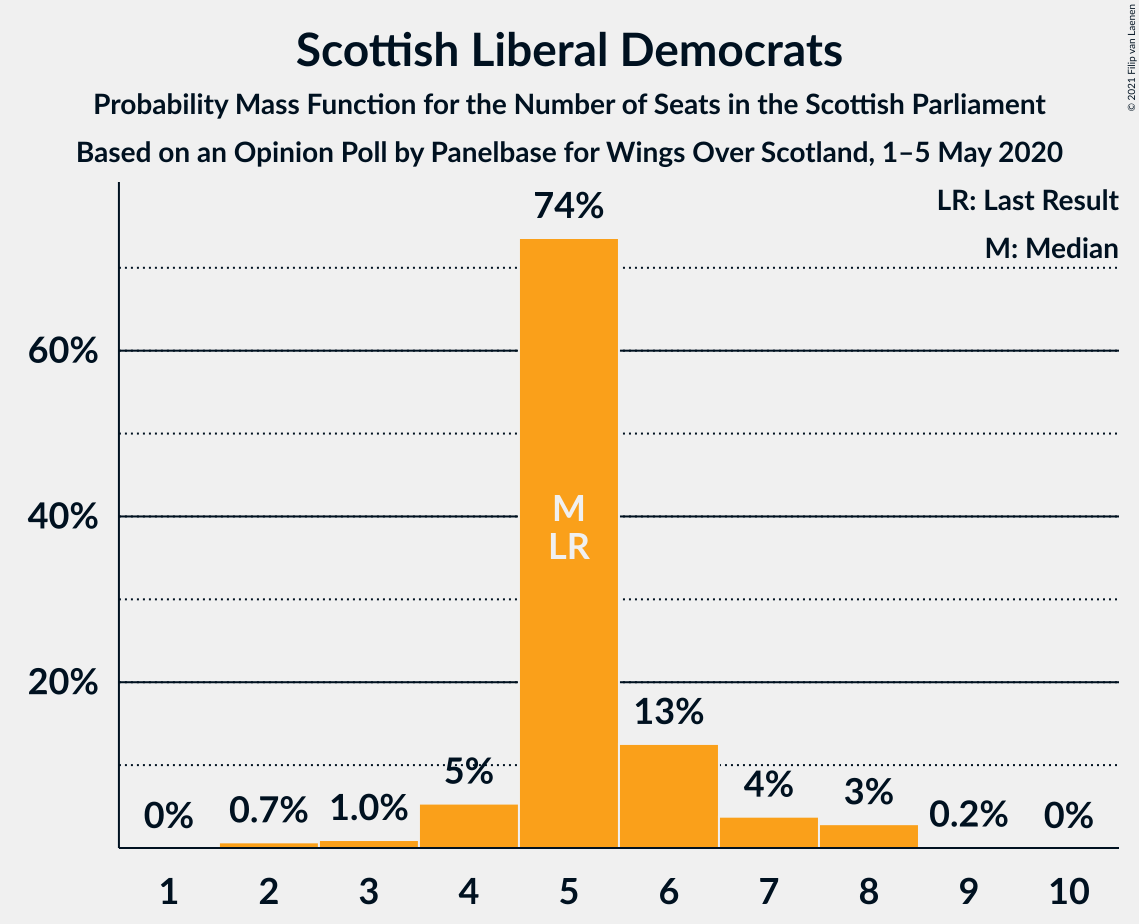 Scottish Liberal Democrats
Probability Mass Function for the Number of Seats in the Scottish Parliament
Based on an Opinion Poll by Panelbase for Wings Over Scotland, 1–5 May 2020
© 2021 Filip van Laenen
LR: Last Result
M: Median
60%
40%
20%
0%
0.7%
1.0%
5%
74%
M
LR
13%
4%
3%
0.2%
0%
1 2 3 4 5 6 7 8 9 10